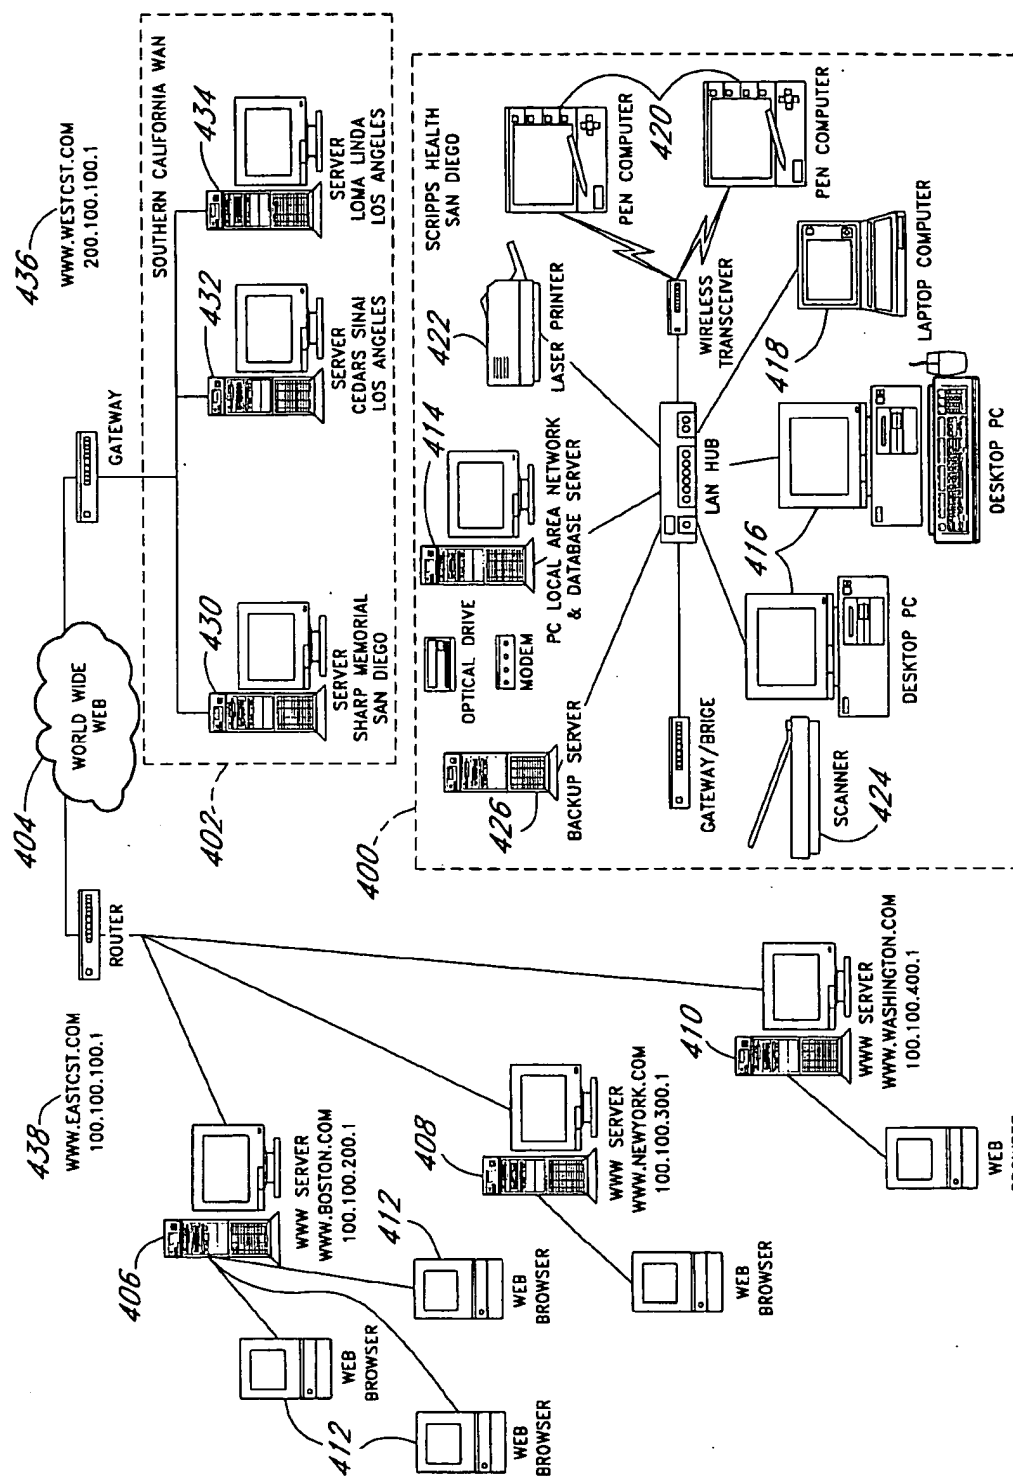 438
WWW.EASTCST.COM
100.100.100.1
ROUTER
404
WORLD WIDE
WEB
GATEWAY
436
WWW.WESTCST.COM
200.100.100.1
406
WWW SERVER
WWW.BOSTON.COM
100.100.200.1
412
WEB
BROWSER
412
WEB
BROWSER
WEB
BROWSER
408
WWW SERVER
WWW.NEWYORK.COM
100.100.300.1
WEB
BROWSER
410
WWW SERVER
WWW.WASHINGTON.COM
100.100.400.1
WEB
402
SOUTHERN CALIFORNIA WAN
430
SERVER
SHARP MEMORIAL
SAN DIEGO
432
SERVER
CEDARS SINAI
LOS ANGELES
434
SERVER
LOMA LINDA
LOS ANGELES
400
SCRIPPS HEALTH
SAN DIEGO
426
BACKUP SERVER
OPTICAL DRIVE
MODEM
414
PC LOCAL AREA NETWORK
& DATABASE SERVER
422
LASER PRINTER
420
PEN COMPUTER
PEN COMPUTER
WIRELESS
TRANSCEIVER
LAN HUB
GATEWAY/BRIGE
SCANNER
424
416
DESKTOP PC
DESKTOP PC
418
LAPTOP COMPUTER